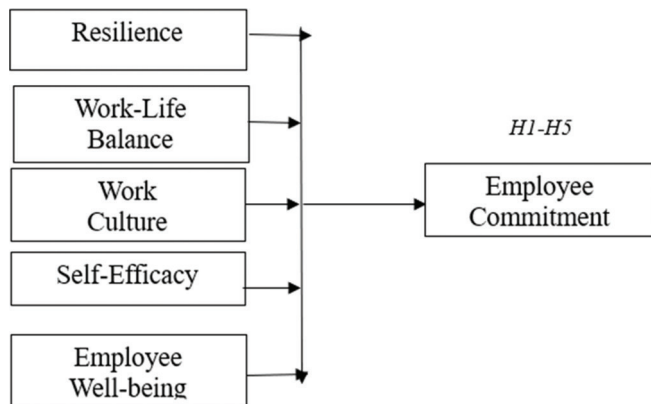 Resilience
Work-Life
Balance
Work
Culture
Self-Efficacy
Employee
Well-being
H1-H5
Employee
Commitment